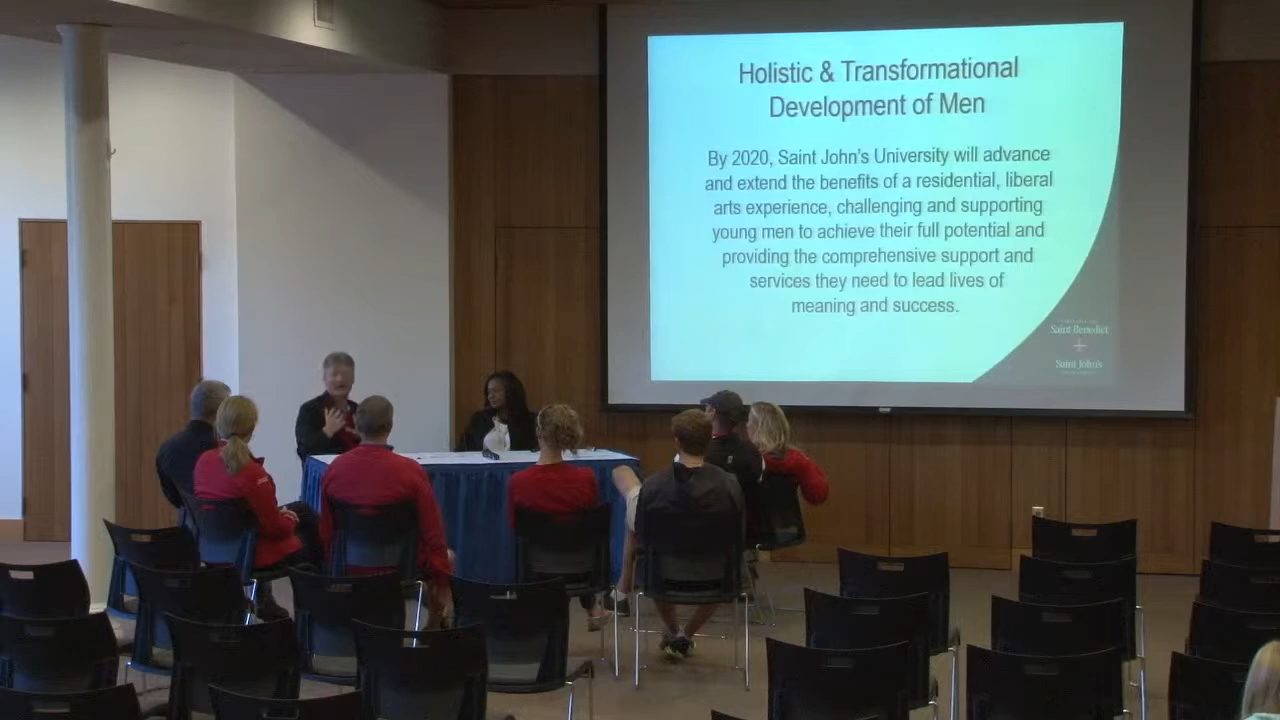 Holistic & Transformational
Development of Men
By 2020, Saint John's University will advance
and extend the benefits of a residential, liberal
arts experience, challenging and supporting
young men to achieve their full potential and
providing the comprehensive support and
services they need to lead lives of
meaning and success.
Saint Benedict
Saint John's